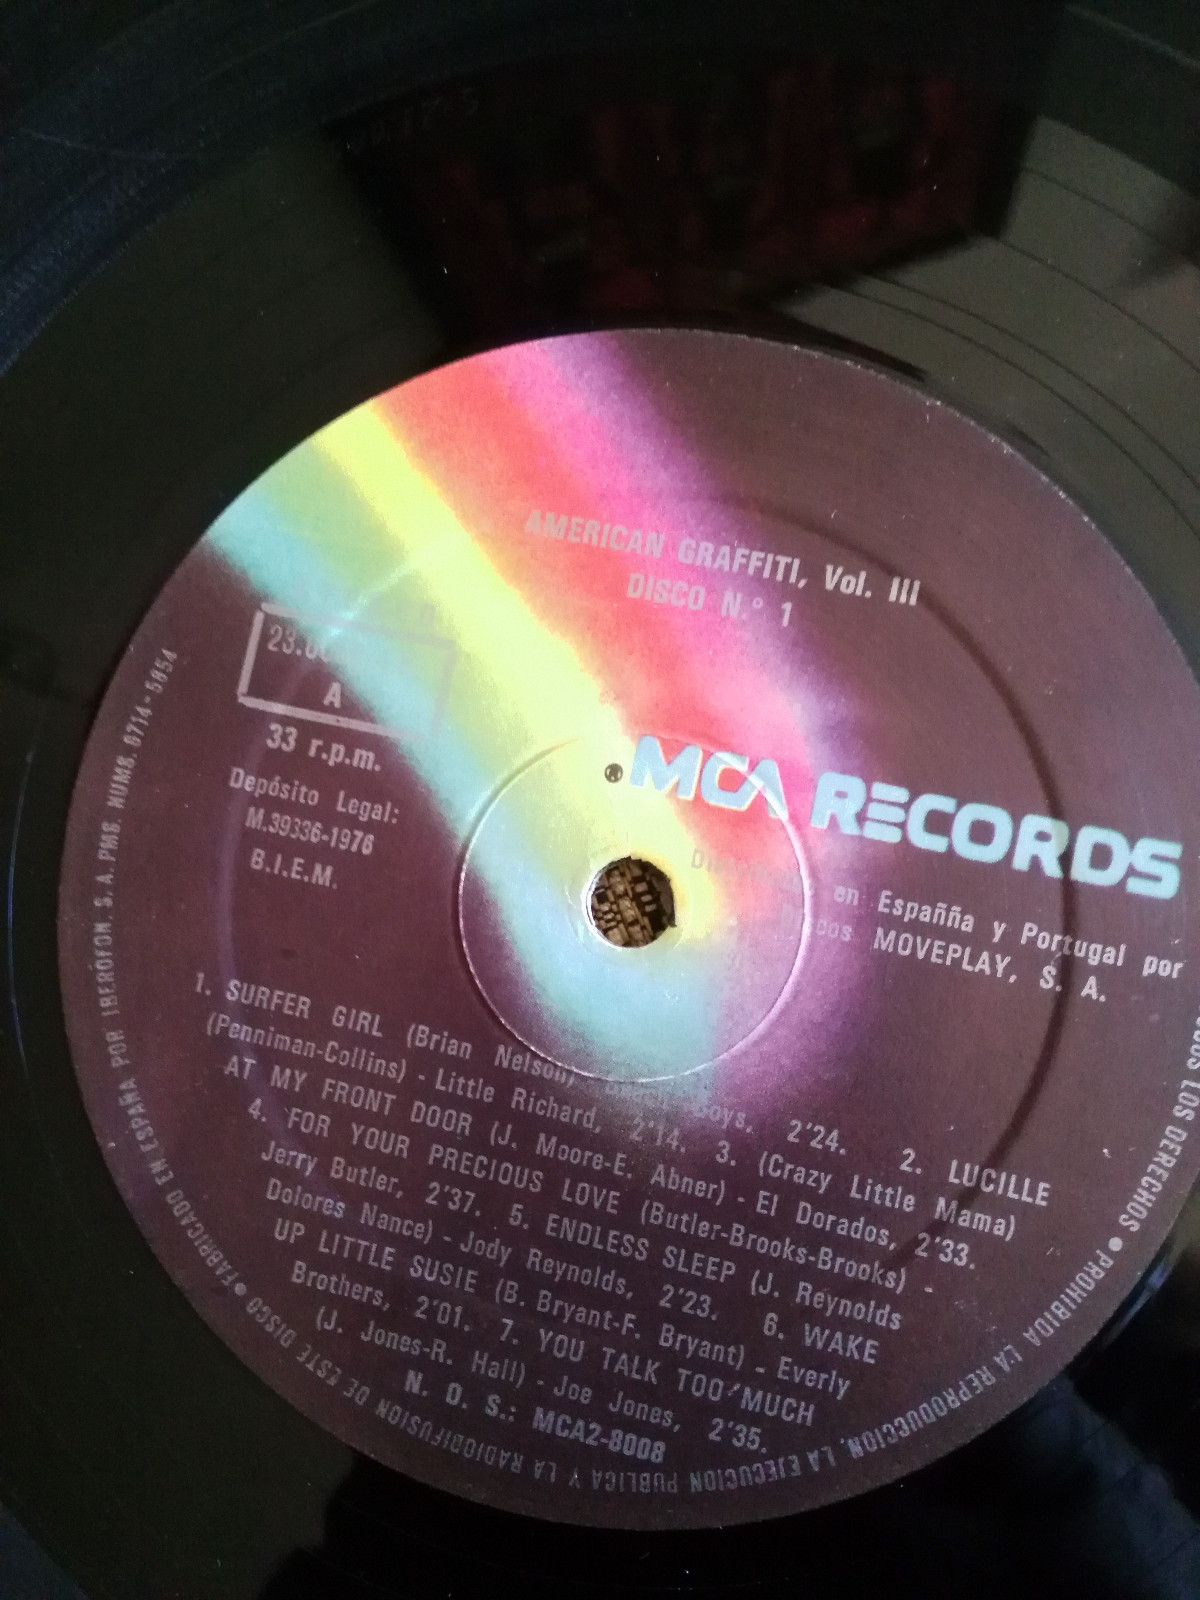 AMERICAN GRAFFITI, Vol. III
DISCO N.º 1
A
33 r.p.m.
Depósito Legal:
M.39336-1976
B.I.E.M.
MCA RECORDS
en Españña y Portugal por
Discos MOVEPLAY, S. A.
1. SURFER GIRL (Brian Nelson) Beach Boys, 2'24. 2. LUCILLE
(Penniman-Collins) - Little Richard, 2'14. 3. (Crazy Little Mama)
AT MY FRONT DOOR (J. Moore-E. Abner) - El Dorados, 2'33.
4. FOR YOUR PRECIOUS LOVE (Butler-Brooks-Brooks) -
Jerry Butler, 2'37. 5. ENDLESS SLEEP (J. Reynolds
Dolores Nance) - Jody Reynolds, 2'23. 6. WAKE
UP LITTLE SUSIE (B. Bryant-F. Bryant) - Everly
Brothers, 2'01. 7. YOU TALK TOO MUCH
(J. Jones-R. Hall) - Joe Jones, 2'35.
N. O. S.: MCA2-8008
LOS DERECHOS • PROHIBIDA LA REPRODUCCION, LA EJECUCION PUBLICA Y LA RADIODIFUSION DE ESTE DISCO • FABRICADO EN ESPAÑA POR IBEROFON, S. A. PMS. NUMS. 6714-5854